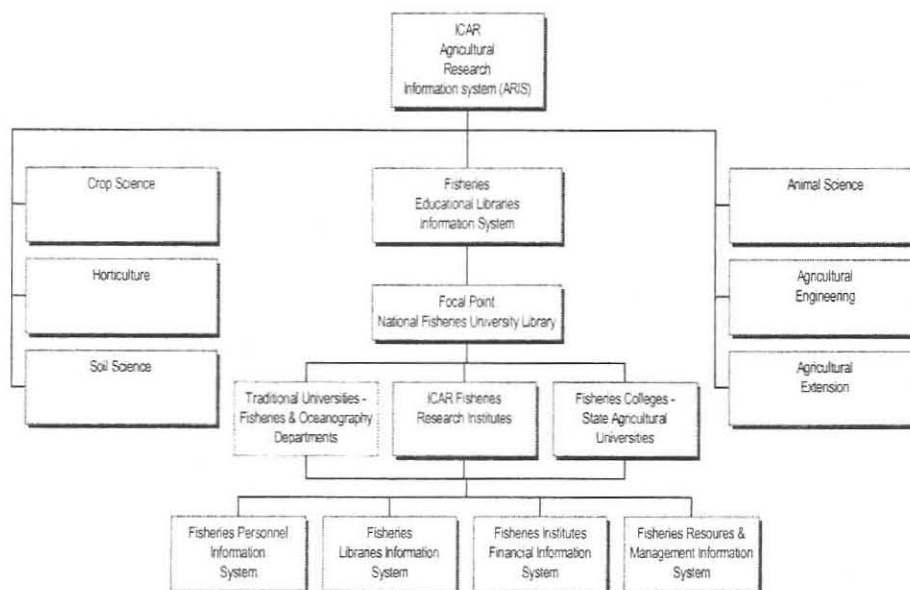 ICAR
Agricultural
Research
Information system (ARIS)
Crop Science
Fisheries
Educational Libraries
Information System
Animal Science
Horticulture
Focal Point
National Fisheries University Library
Agricultural
Engineering
Soil Science
Traditional Universities -
Fisheries & Oceanography
Departments
ICAR Fisheries
Research Institutes
Fisheries Colleges -
State Agricultural
Universities
Agricultural
Extension
Fisheries Personnel
Information
System
Fisheries
Libraries Information
System
Fisheries Institutes
Financial Information
System
Fisheries Resoures &
Management Information
System